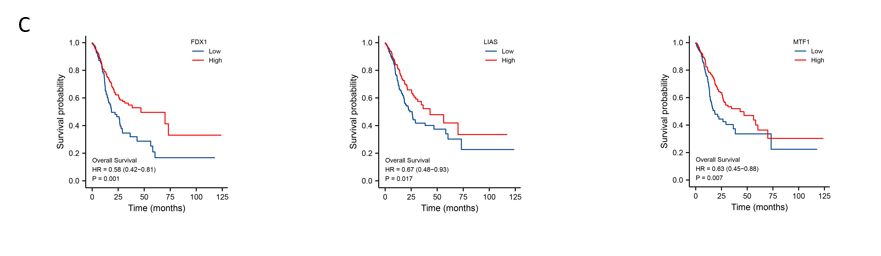 C
FDX1
Low
High
1.0
0.8
0.6
0.4
0.2
0.0
Survival probability
Overall Survival
HR = 0.58 (0.42−0.81)
P = 0.001
0 25 50 75 100 125
Time (months)
LIAS
Low
High
1.0
0.8
0.6
0.4
0.2
0.0
Survival probability
Overall Survival
HR = 0.67 (0.48−0.93)
P = 0.017
0 25 50 75 100 125
Time (months)
MTF1
Low
High
1.0
0.8
0.6
0.4
0.2
0.0
Survival probability
Overall Survival
HR = 0.63 (0.45−0.88)
P = 0.007
0 25 50 75 100 125
Time (months)